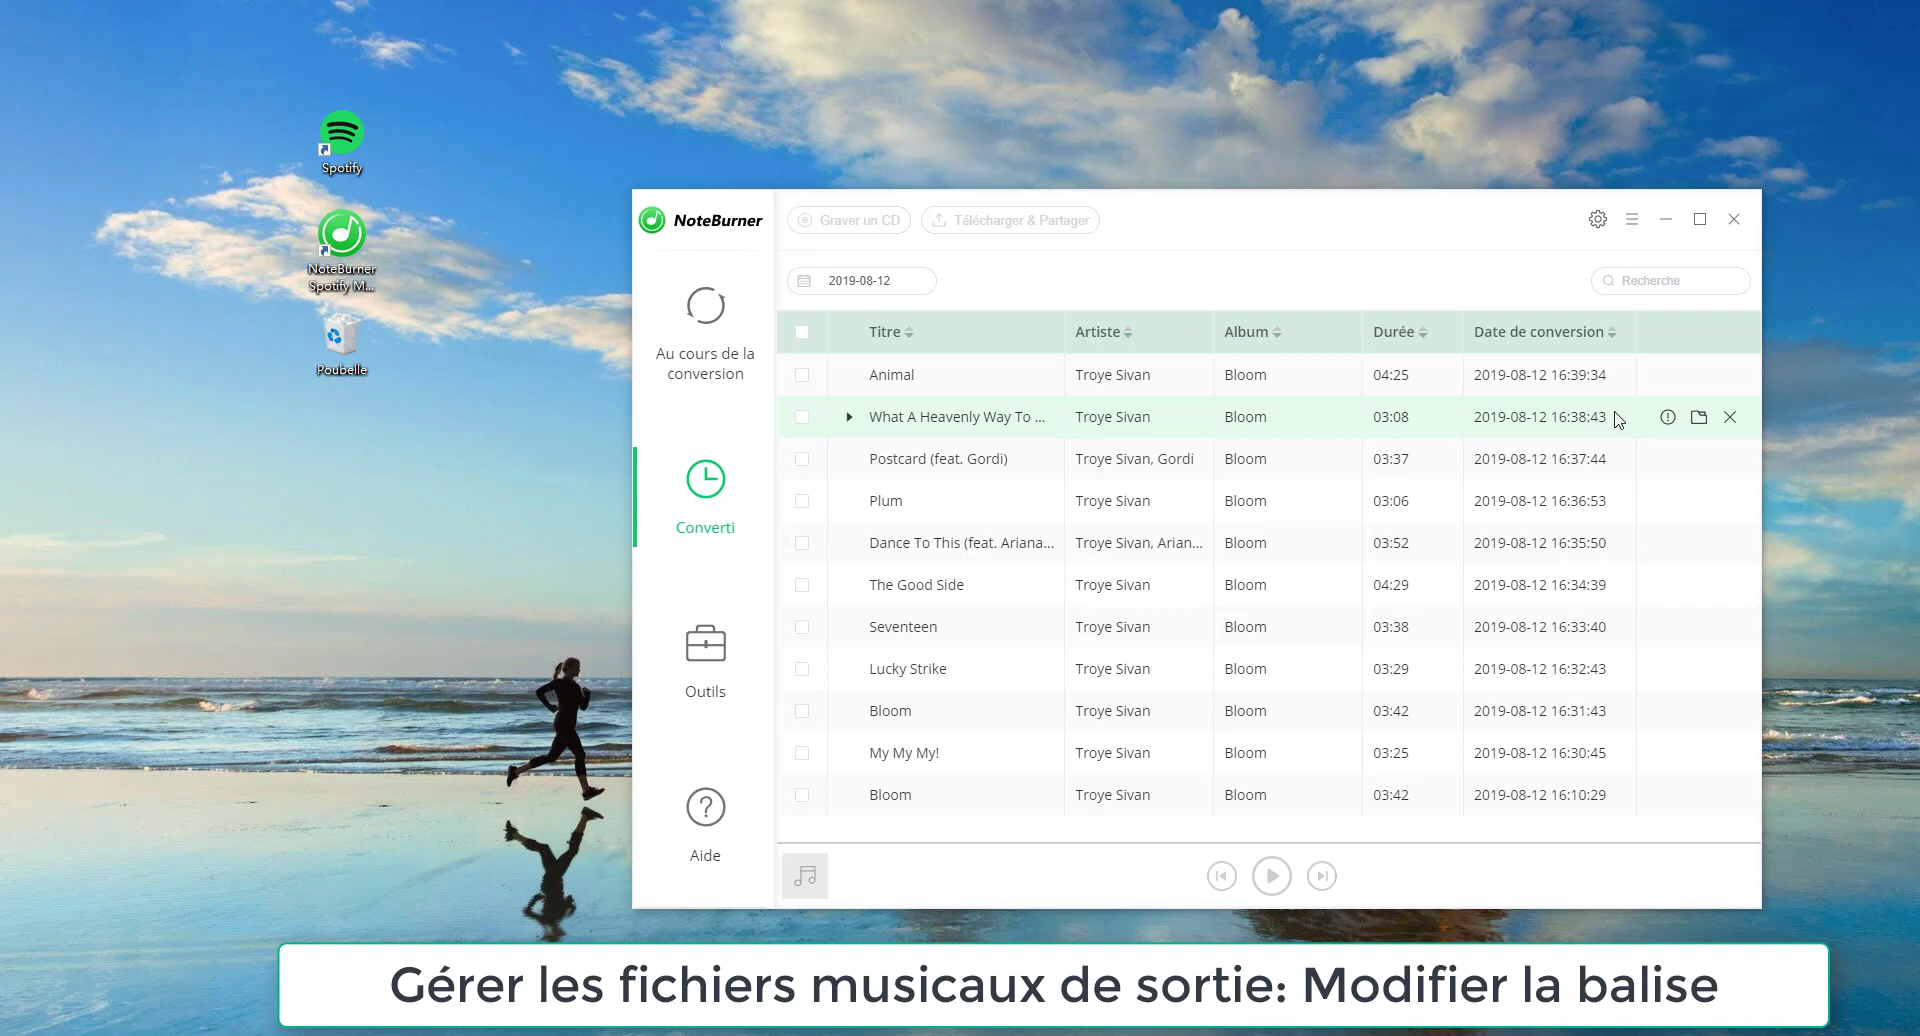 Spotify
NoteBurner
Spotify M...
Poubelle
NoteBurner
Graver un CD
Télécharger & Partager
2019-08-12
Recherche
Au cours de la
conversion
Converti
Outils
Aide
Titre Artiste Album Durée Date de conversion
Animal Troye Sivan Bloom 04:25 2019-08-12 16:39:34
What A Heavenly Way To ... Troye Sivan Bloom 03:08 2019-08-12 16:38:43
Postcard (feat. Gordi) Troye Sivan, Gordi Bloom 03:37 2019-08-12 16:37:44
Plum Troye Sivan Bloom 03:06 2019-08-12 16:36:53
Dance To This (feat. Ariana... Troye Sivan, Arian... Bloom 03:52 2019-08-12 16:35:50
The Good Side Troye Sivan Bloom 04:29 2019-08-12 16:34:39
Seventeen Troye Sivan Bloom 03:38 2019-08-12 16:33:40
Lucky Strike Troye Sivan Bloom 03:29 2019-08-12 16:32:43
Bloom Troye Sivan Bloom 03:42 2019-08-12 16:31:43
My My My! Troye Sivan Bloom 03:25 2019-08-12 16:30:45
Bloom Troye Sivan Bloom 03:42 2019-08-12 16:10:29
Gérer les fichiers musicaux de sortie: Modifier la balise